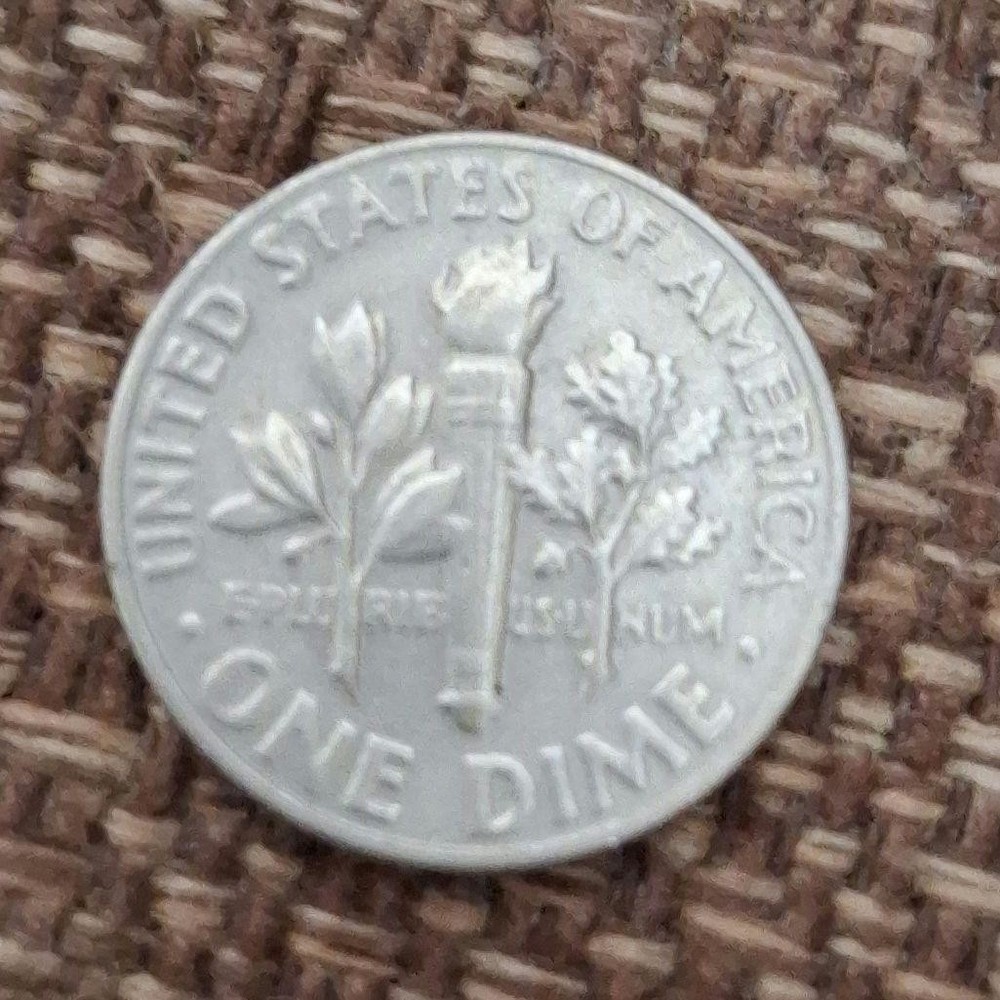 UNITED STATES OF AMERICA
E PLURIBUS UNUM
· ONE DIME ·